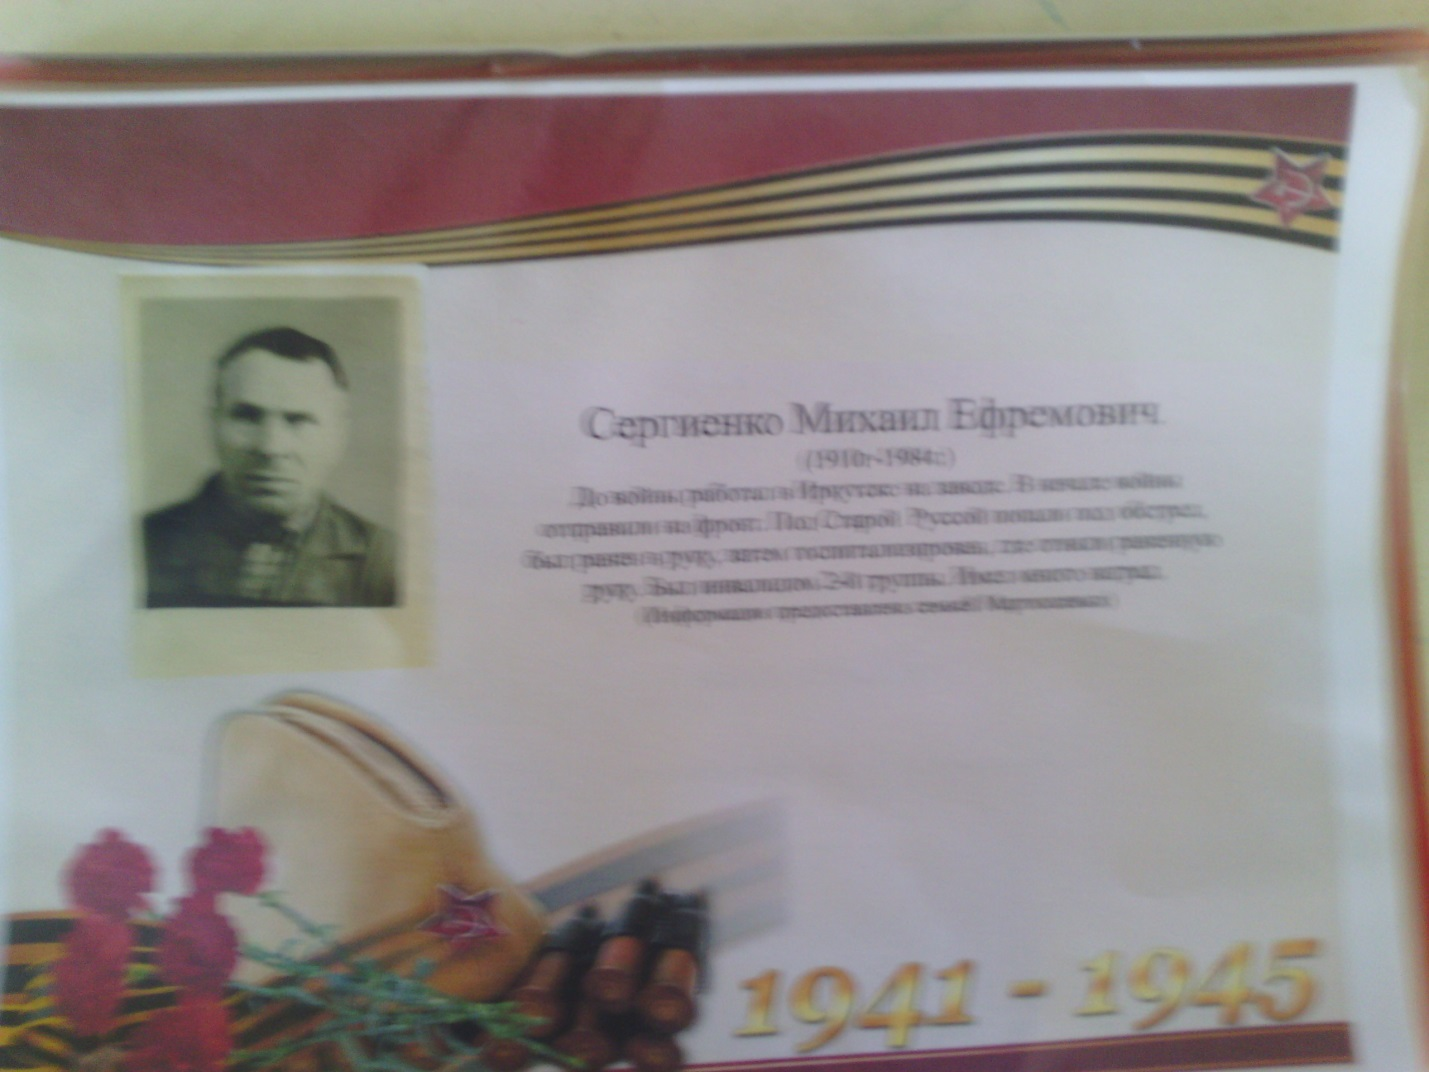 Сергиенко Михаил Ефремович.
(1910г-1984г.)
До войны работал в Иркутске на заводе. В начале войны
отправили на фронт. Под Старой Руссой попали под обстрел,
был ранен в руку, затем госпитализирован, где отняли раненую
руку. Был инвалидом 2-й группы. Имел много наград.
(Информация предоставлена семьёй
1941 - 1945